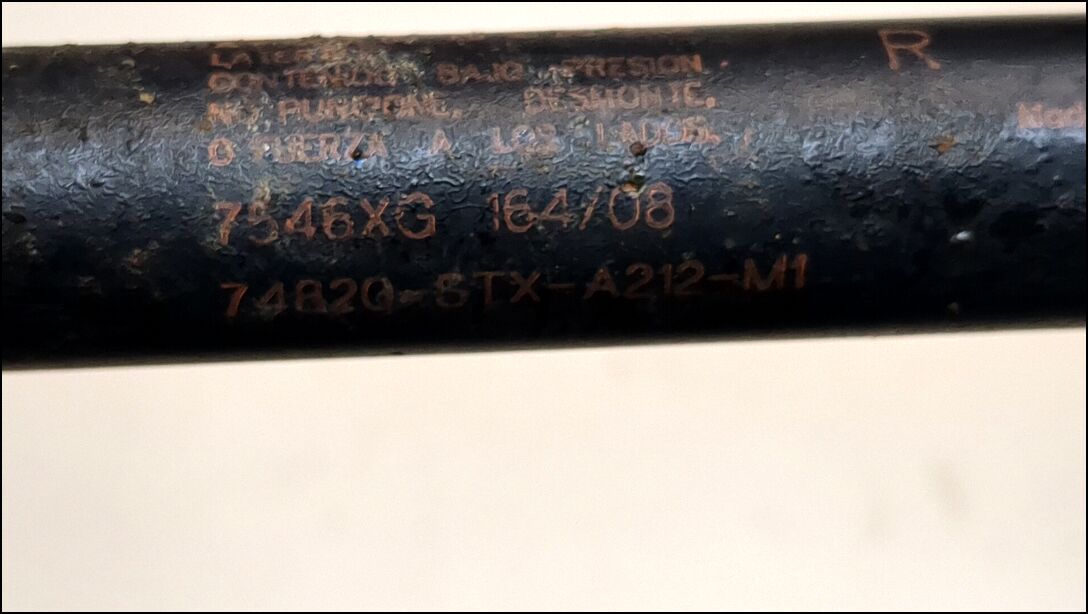 R
CONTENIDO BAJO PRESION.
NO PUNZONE, DESMONTE,
O FUERZA A LOS LADOS.
7546XG 164/08
74820-STX-A212-M1